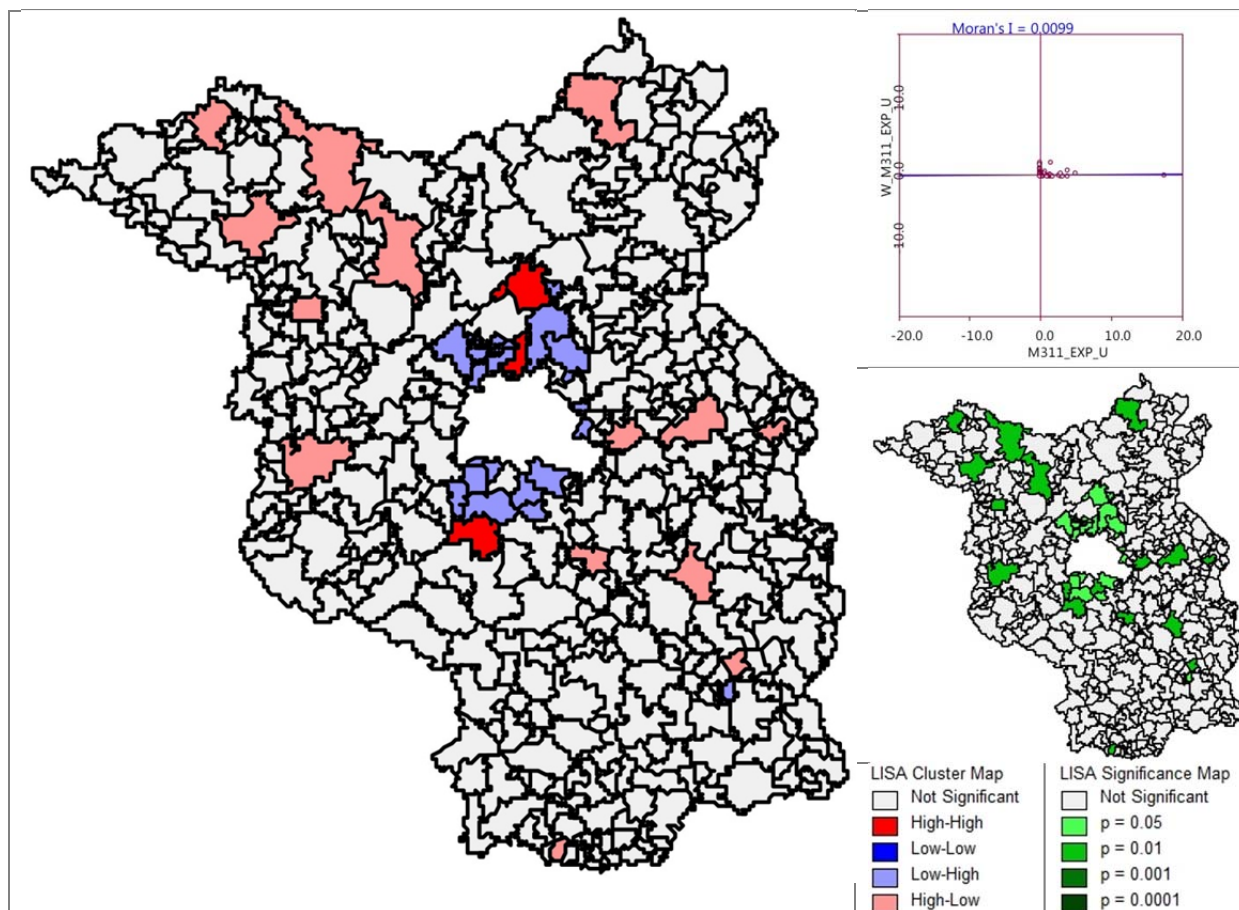 Moran's I = 0.0099
W_M311_EXP_U
10.0
0.0
-10.0
-20.0 -10.0 0.0 10.0 20.0
M311_EXP_U
LISA Cluster Map
Not Significant
High-High
Low-Low
Low-High
High-Low
LISA Significance Map
Not Significant
p = 0.05
p = 0.01
p = 0.001
p = 0.0001